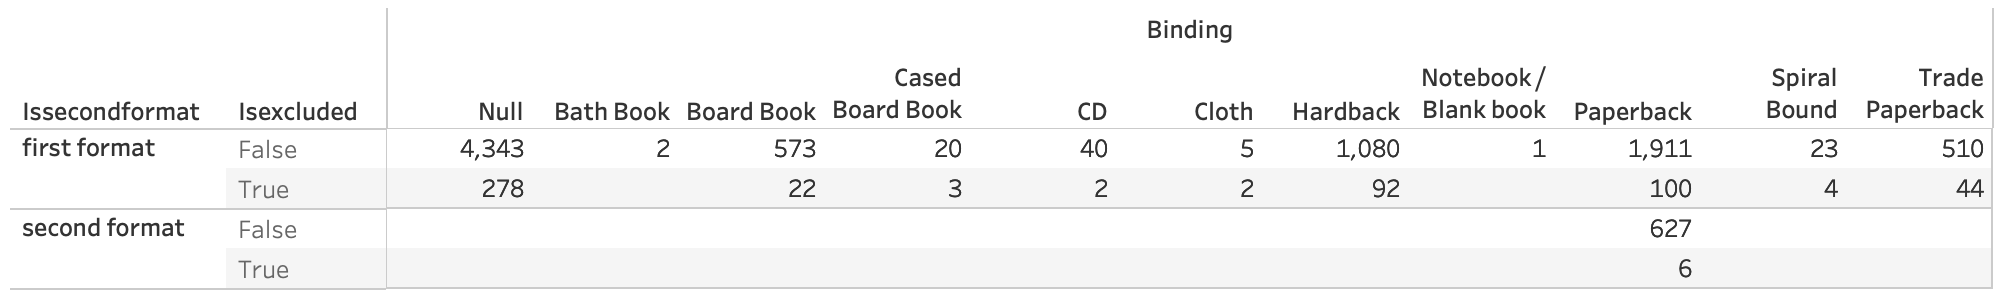 Binding
Issecondformat Isexcluded Null Bath Book Board Book Cased Board Book CD Cloth Hardback Notebook / Blank book Paperback Spiral Bound Trade Paperback
first format False 4,343 2 573 20 40 5 1,080 1 1,911 23 510
True 278 22 3 2 2 92 100 4 44
second format False 627
True 6